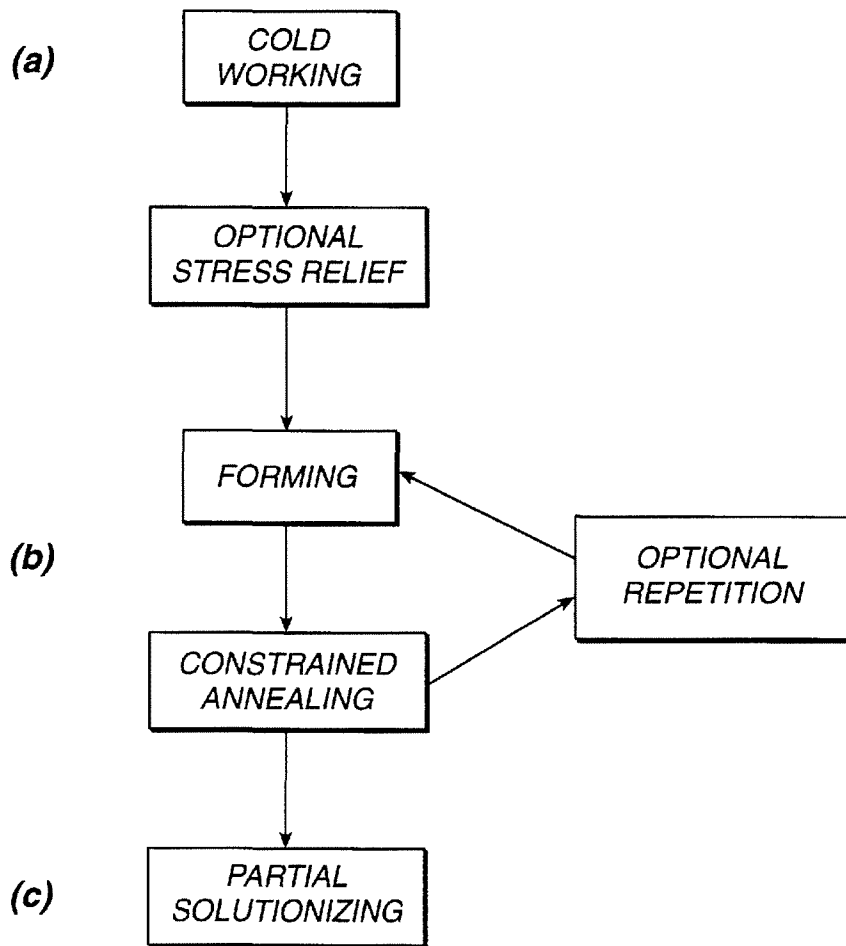 (a)
COLD
WORKING
OPTIONAL
STRESS RELIEF
FORMING
(b)
OPTIONAL
REPETITION
CONSTRAINED
ANNEALING
(c)
PARTIAL
SOLUTIONIZING